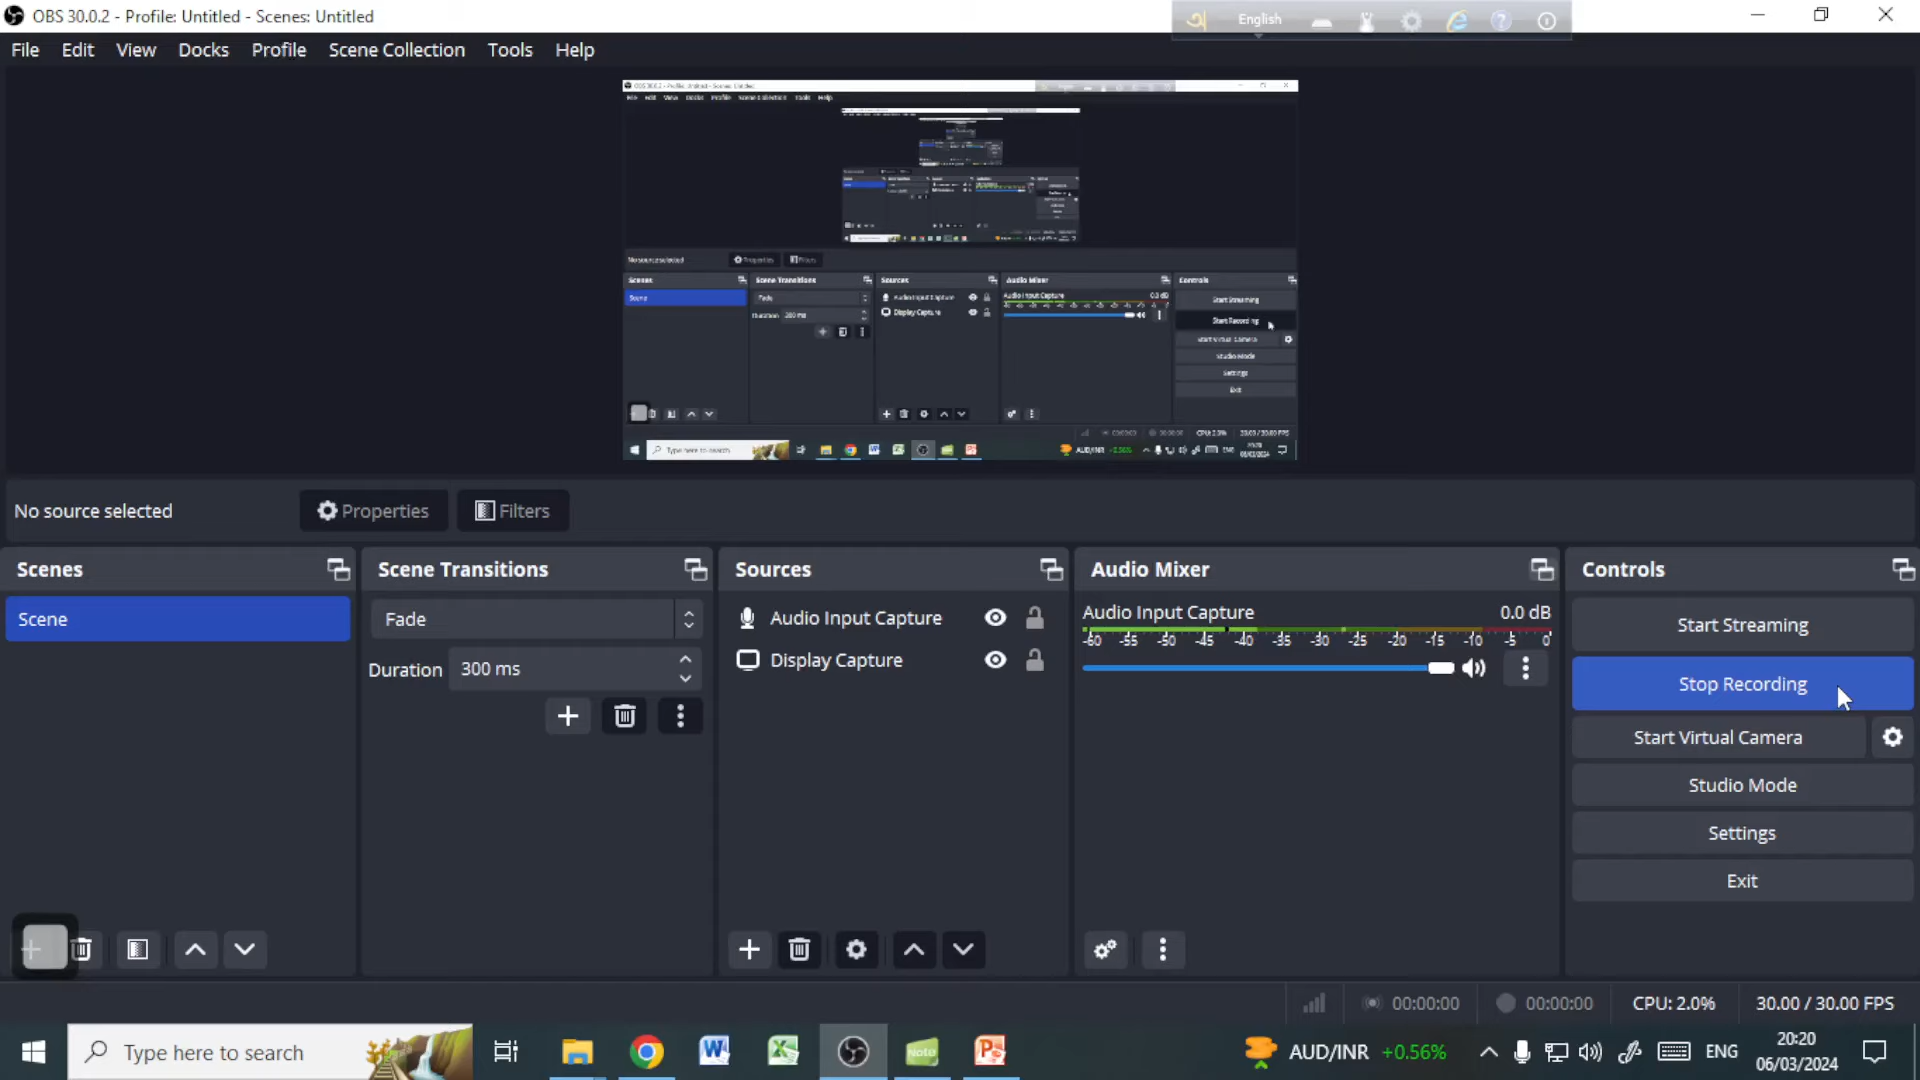 OBS 30.0.2 - Profile: Untitled - Scenes: Untitled
অ English
File Edit View Docks Profile Scene Collection Tools Help
No source selected Properties Filters
Scenes Scene Transitions Sources Audio Mixer Controls
Scene
Fade
Duration 300 ms
Audio Input Capture
Display Capture
Audio Input Capture 0.0 dB
-60 -55 -50 -45 -40 -35 -30 -25 -20 -15 -10 -5 0
Start Streaming
Stop Recording
Start Virtual Camera
Studio Mode
Settings
Exit
00:00:00 00:00:00 CPU: 2.0% 30.00 / 30.00 FPS
Type here to search
Note
AUD/INR +0.56%
ENG
20:20
06/03/2024